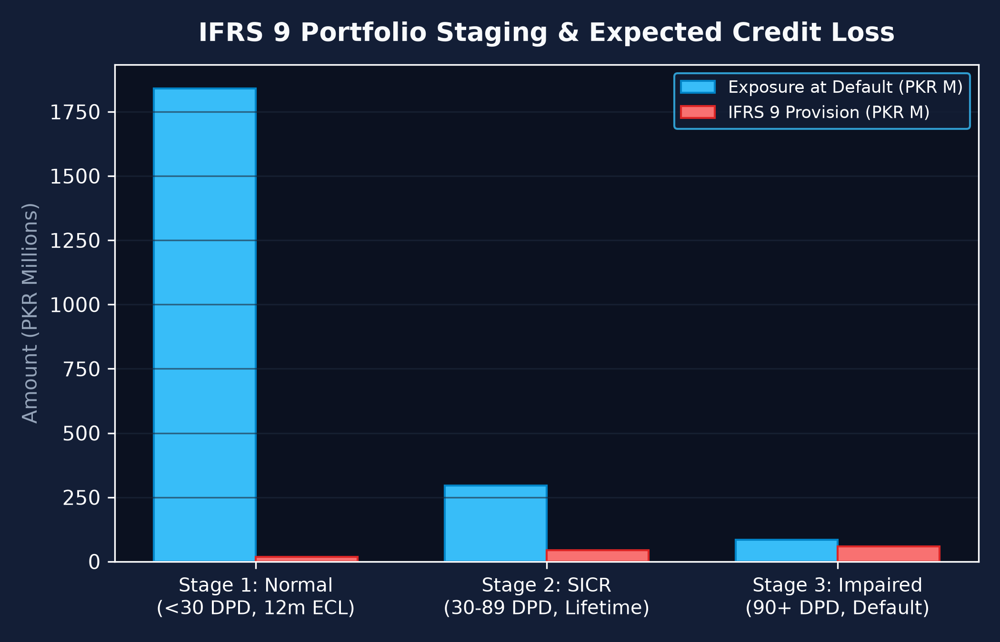 IFRS 9 Portfolio Staging & Expected Credit Loss
Exposure at Default (PKR M)
IFRS 9 Provision (PKR M)
Amount (PKR Millions)
1750
1500
1250
1000
750
500
250
0
Stage 1: Normal
(<30 DPD, 12m ECL)
Stage 2: SICR
(30-89 DPD, Lifetime)
Stage 3: Impaired
(90+ DPD, Default)